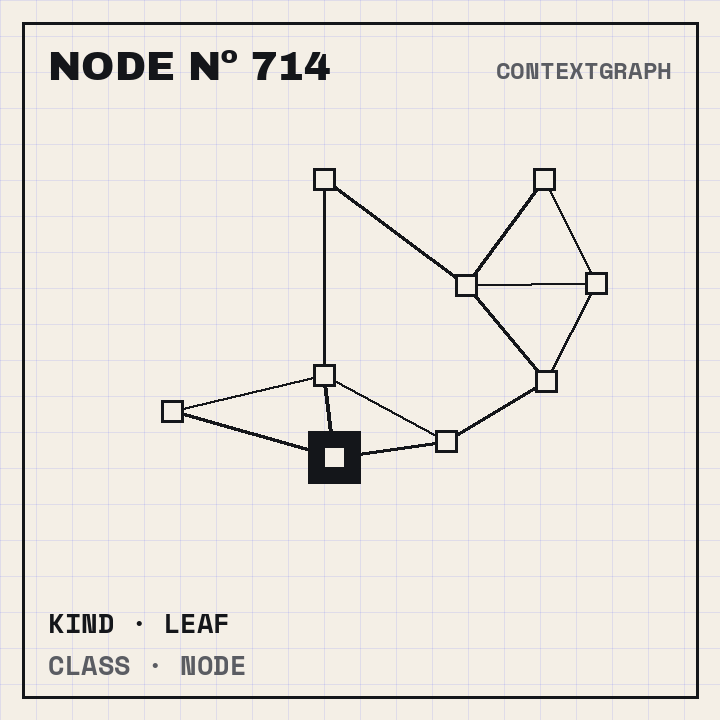 NODE Nº 714
CONTEXTGRAPH
KIND · LEAF
CLASS · NODE